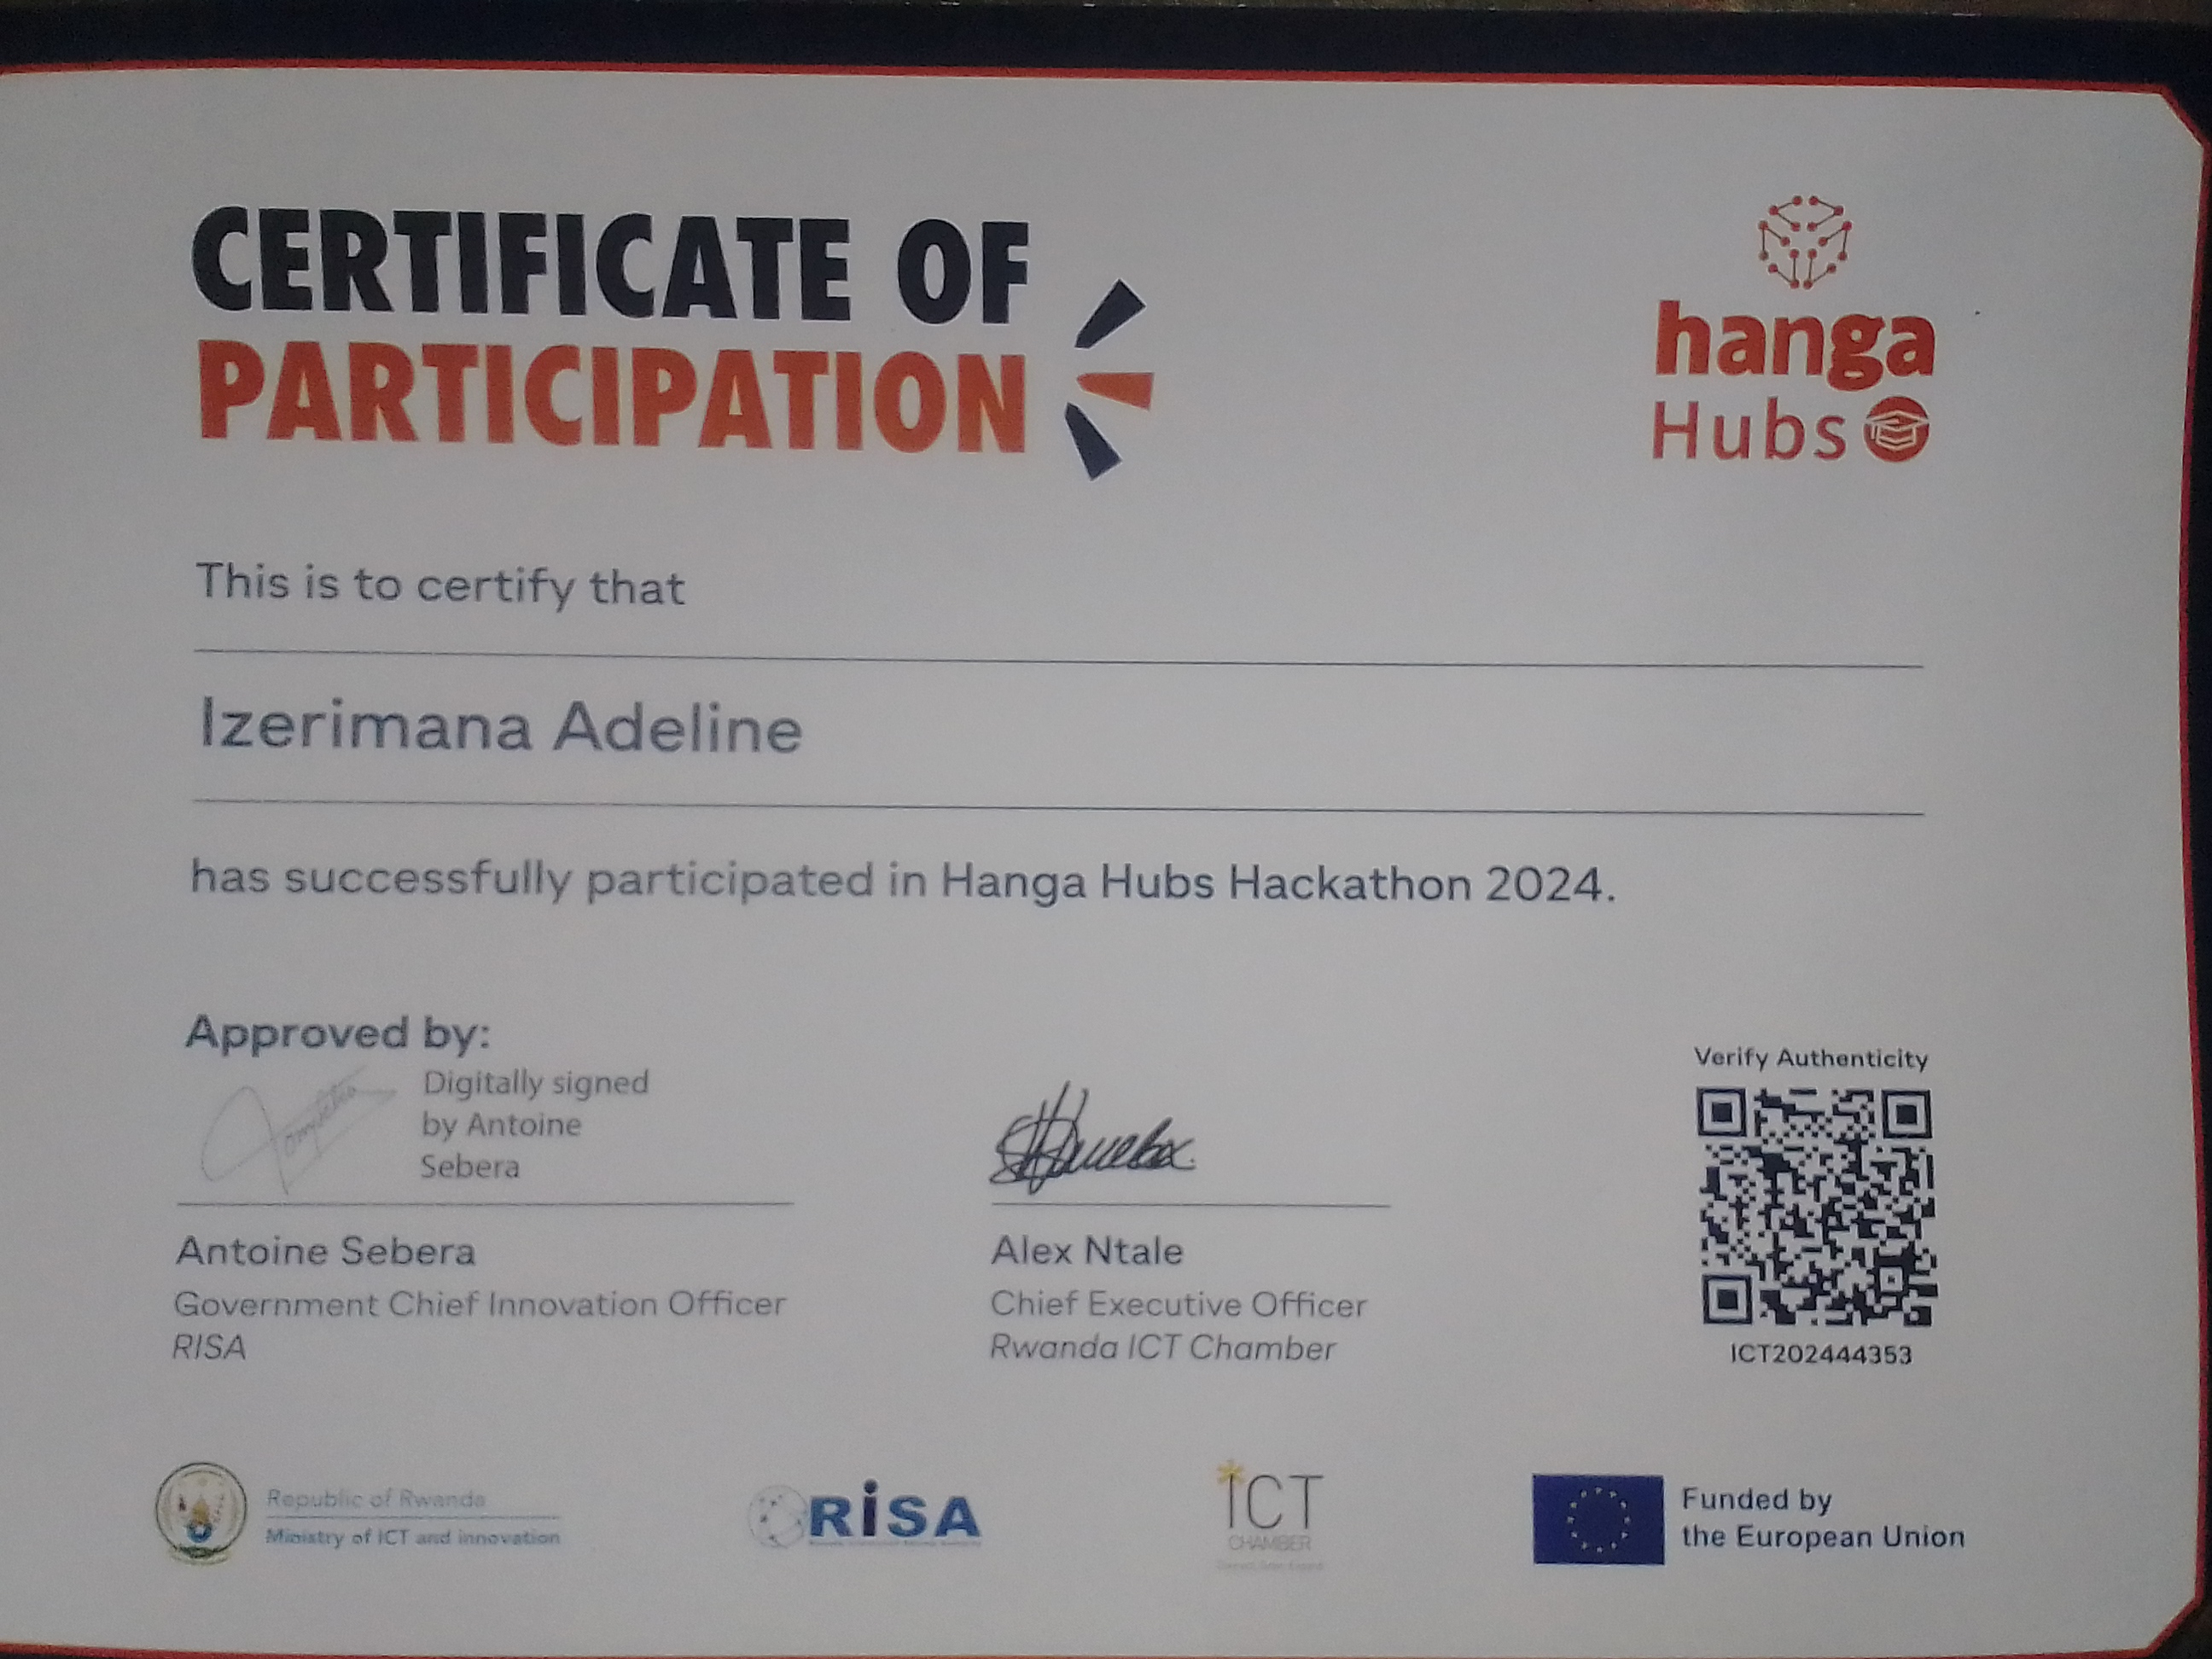 CERTIFICATE OF
PARTICIPATION
hanga
Hubs
This is to certify that
Izerimana Adeline
has successfully participated in Hanga Hubs Hackathon 2024.
Approved by:
Digitally signed
by Antoine
Sebera
Antoine Sebera
Government Chief Innovation Officer
RISA
Alex Ntale
Chief Executive Officer
Rwanda ICT Chamber
Verify Authenticity
ICT202444353
Republic of Rwanda
Ministry of ICT and innovation
RISA
ICT
CHAMBER
Funded by
the European Union